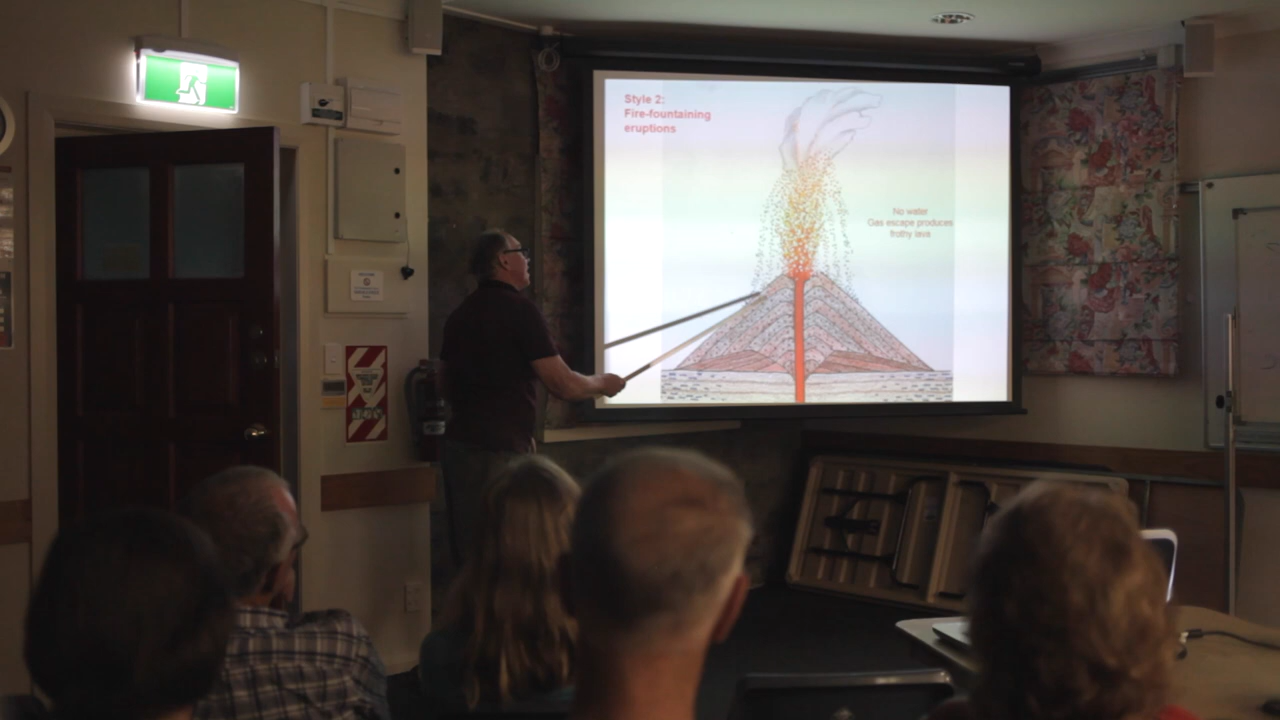 Style 2:
Fire-fountaining
eruptions
No water
Gas escape produces
frothy lava